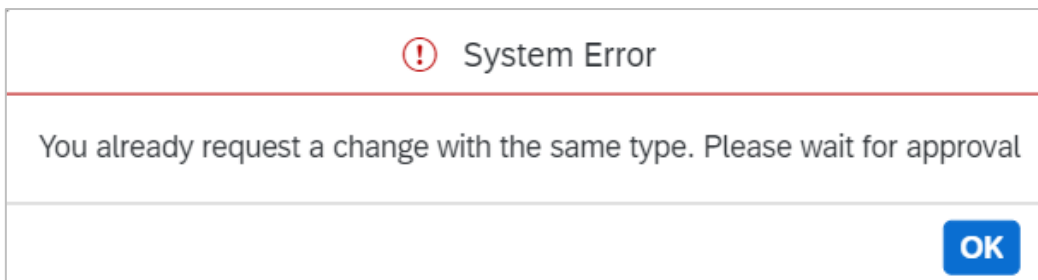 System Error
You already request a change with the same type. Please wait for approval
OK